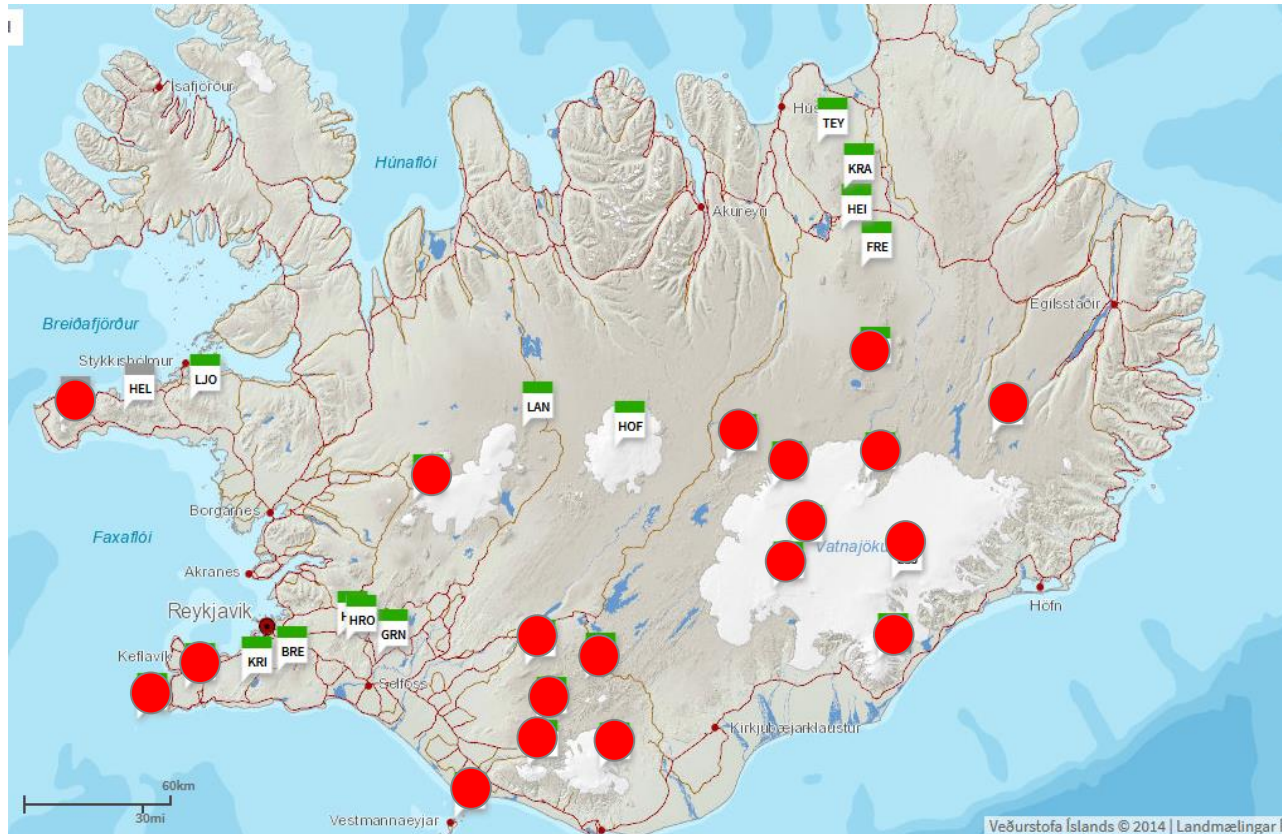 Ísafjörður
Hús
TEY
Húnaflói
KRA
HEI
Akureyri
FRE
Egilsstaðir
Breiðafjörður
Stykkishólmur
HEL
LJO
LAN
HOF
Borgarnes
Faxaflói
Vatnajöku
Akranes
Höfn
Reykjavík
HRO
GRN
BRE
KRI
Keflavík
Selfoss
Kirkjubæjarklaustur
60km
30mi
Vestmannaeyjar
Veðurstofa Íslands © 2014 | Landmælingar